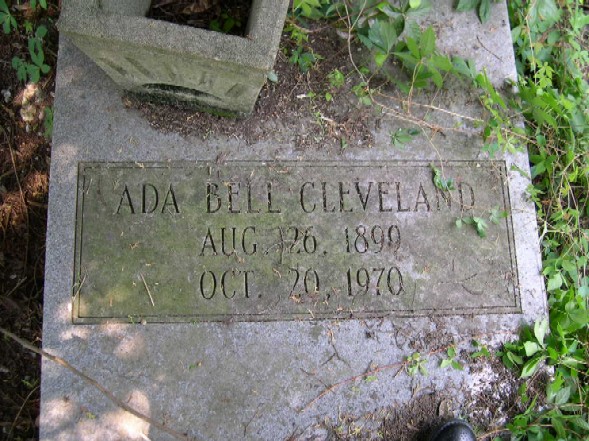 ADA BELL CLEVELAND
AUG. 26. 1899
OCT. 20, 1970